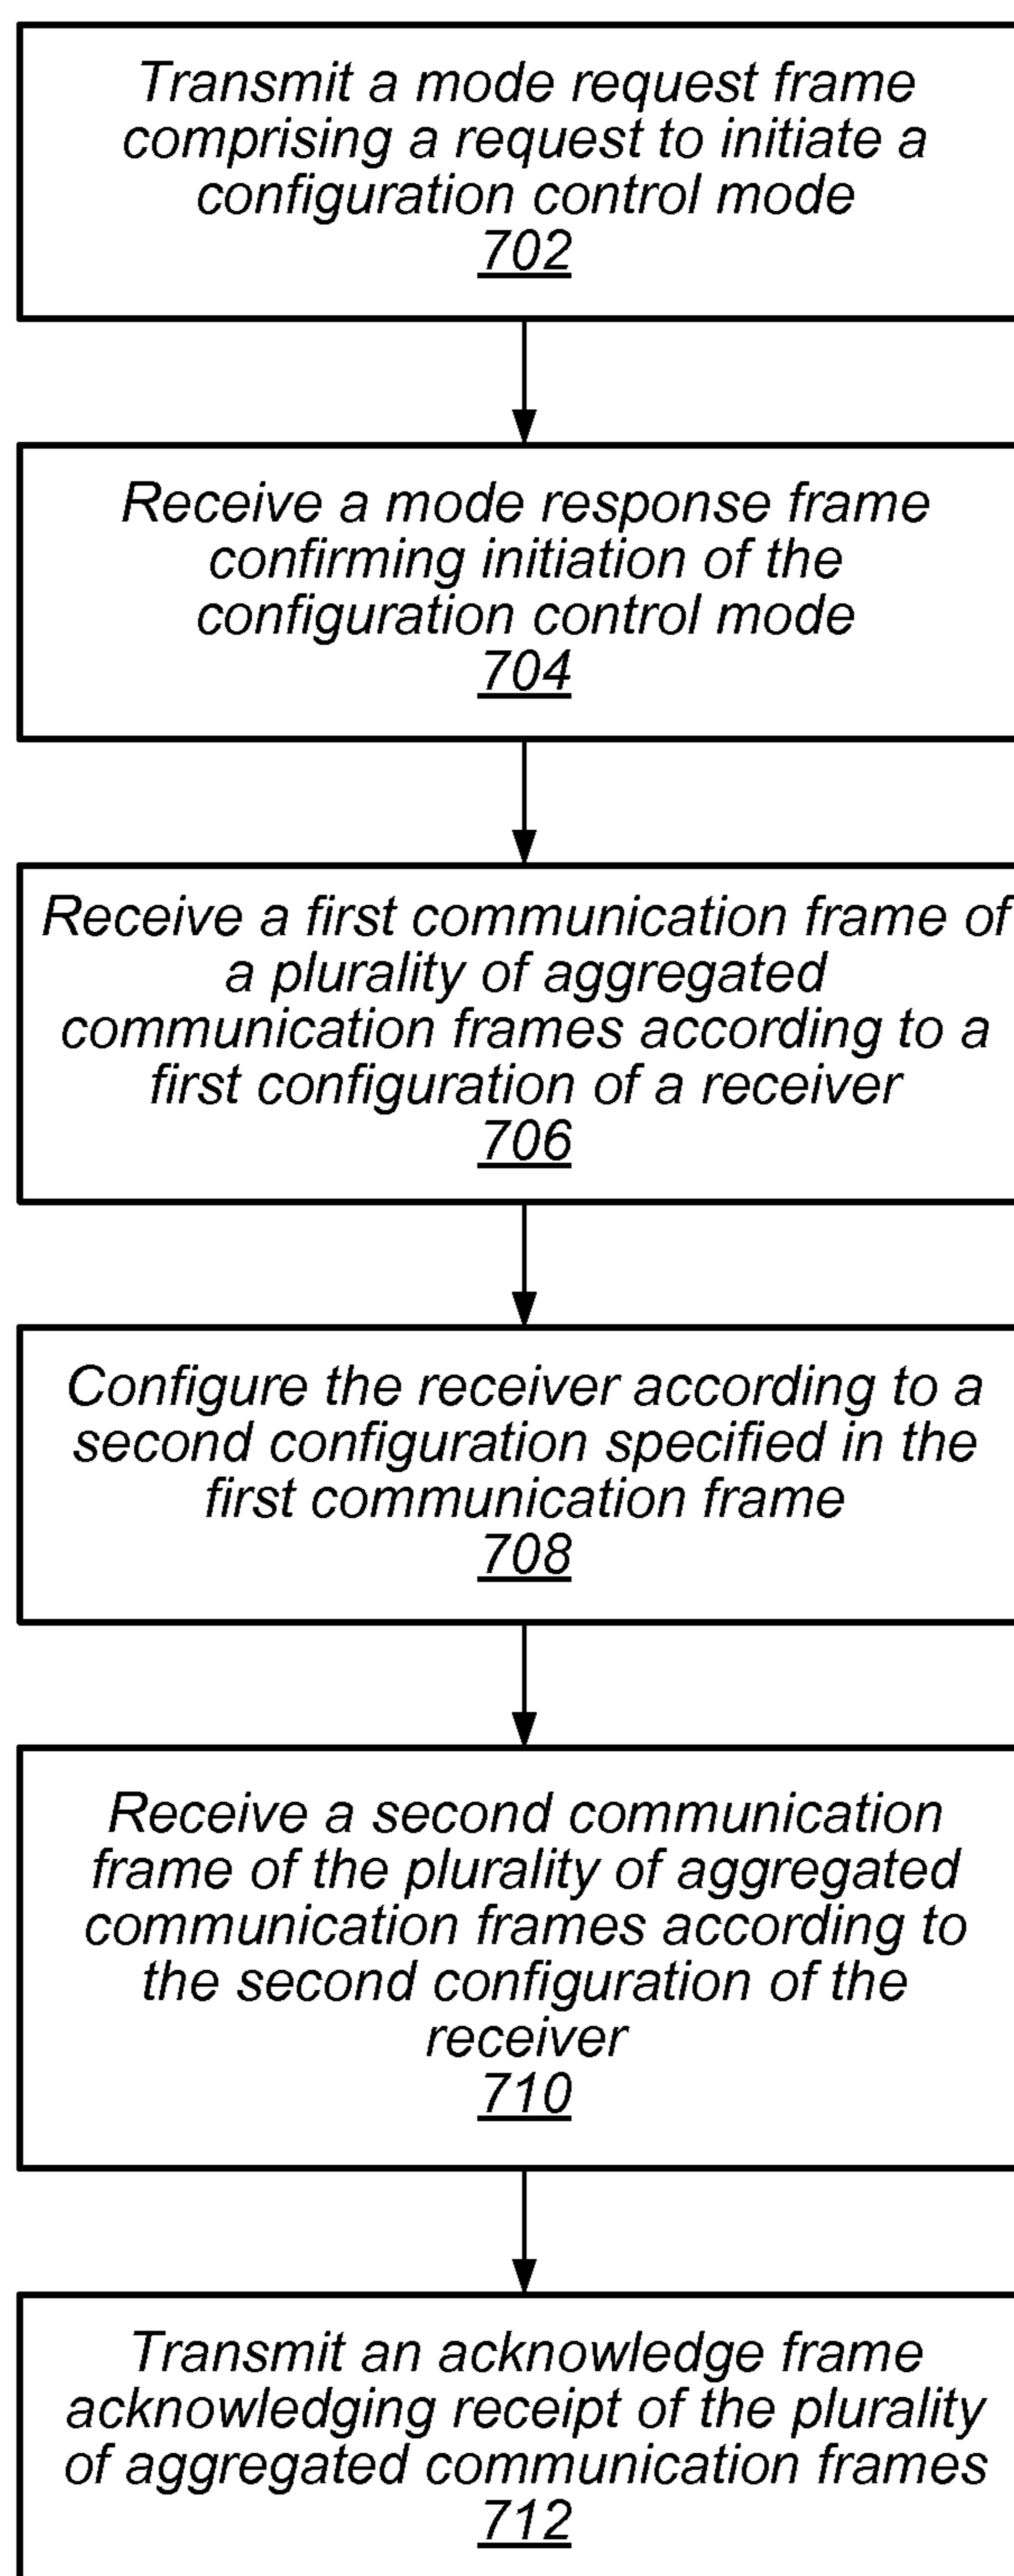 Transmit a mode request frame
comprising a request to initiate a
configuration control mode
702
Receive a mode response frame
confirming initiation of the
configuration control mode
704
Receive a first communication frame of
a plurality of aggregated
communication frames according to a
first configuration of a receiver
706
Configure the receiver according to a
second configuration specified in the
first communication frame
708
Receive a second communication
frame of the plurality of aggregated
communication frames according to
the second configuration of the
receiver
710
Transmit an acknowledge frame
acknowledging receipt of the plurality
of aggregated communication frames
712